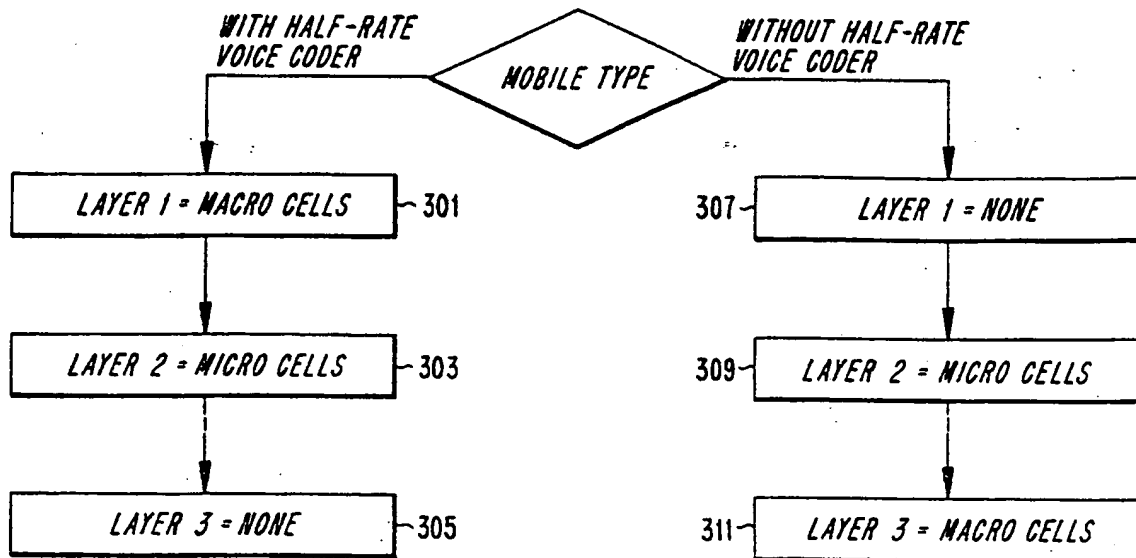 WITH HALF-RATE
VOICE CODER
MOBILE TYPE
WITHOUT HALF-RATE
VOICE CODER
LAYER 1 = MACRO CELLS
301
307
LAYER 1 = NONE
LAYER 2 = MICRO CELLS
303
309
LAYER 2 = MICRO CELLS
LAYER 3 = NONE
305
311
LAYER 3 = MACRO CELLS